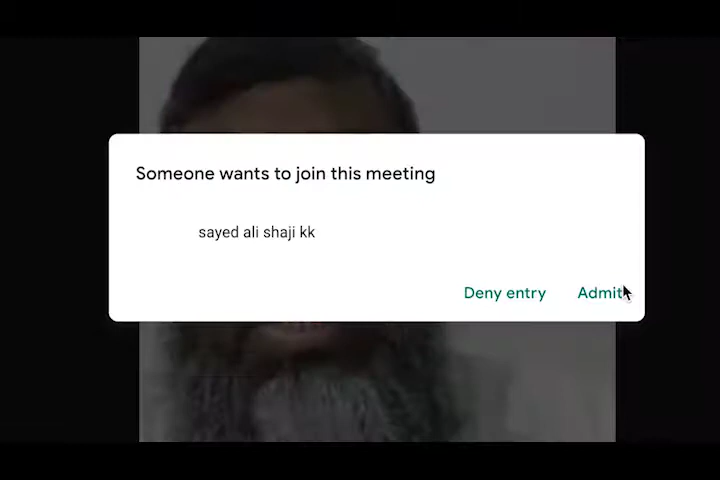 Someone wants to join this meeting
sayed ali shaji kk
Deny entry Admit